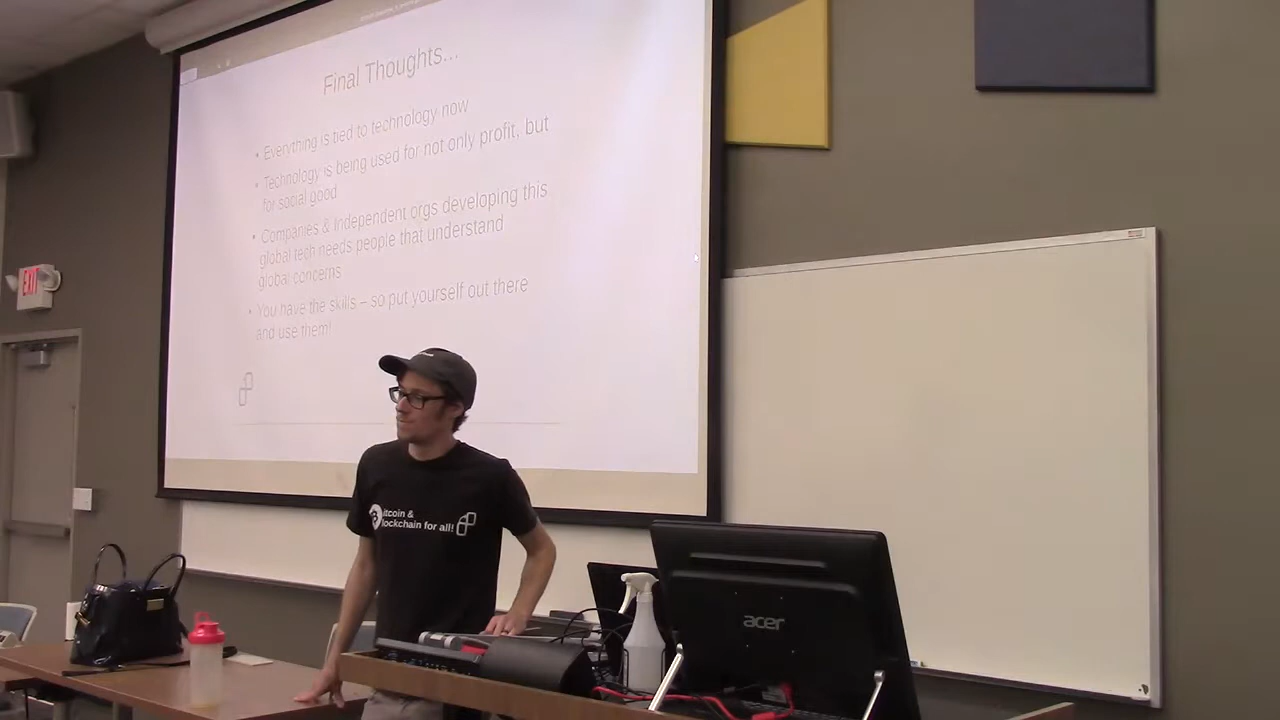 Final Thoughts...
• Everything is tied to technology now
• Technology is being used for not only profit, but
for social good
• Companies & Independent orgs developing this
global tech needs people that understand
global concerns
• You have the skills – so put yourself out there
and use them!
EXIT
itcoin &
lockchain for all!
acer